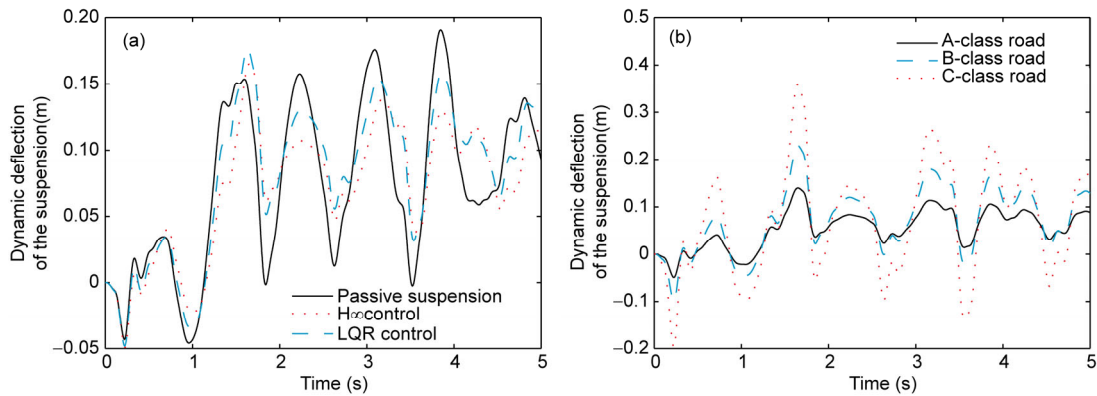 (a)
Dynamic deflection
of the suspension(m)
0.20
0.15
0.10
0.05
0
−0.05
Passive suspension
H∞control
LQR control
0 1 2 3 4 5
Time (s)
(b)
Dynamic deflection
of the suspension(m)
0.5
0.4
0.3
0.2
0.1
0
−0.1
−0.2
A-class road
B-class road
C-class road
0 1 2 3 4 5
Time (s)